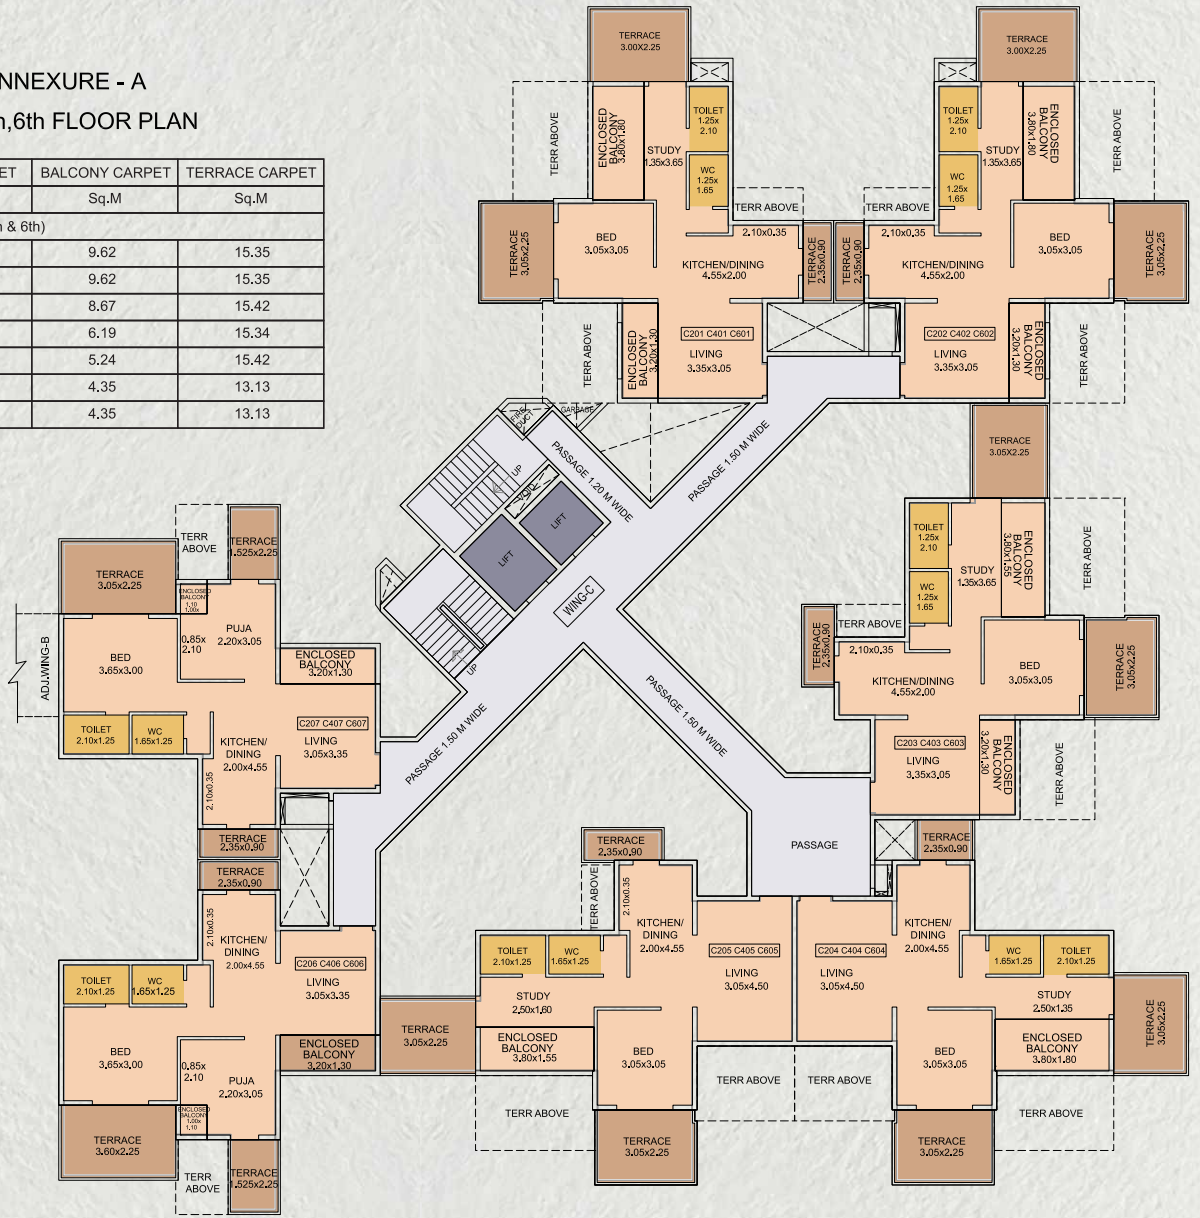 NNEXURE - A
h,6th FLOOR PLAN
ET BALCONY CARPET TERRACE CARPET
Sq.M Sq.M
n & 6th)
9.62 15.35
9.62 15.35
8.67 15.42
6.19 15.34
5.24 15.42
4.35 13.13
4.35 13.13
TERRACE
3.00X2.25
TERR ABOVE
ENCLOSED
BALCONY
3.80x1.80
TOILET
1.25x
2.10
STUDY
1.35x3.65
WC
1.25x
1.65
TERR ABOVE
TERRACE
3.05x2.25
BED
3.05x3.05
2.10x0.35
KITCHEN/DINING
4.55x2.00
TERRACE
2.35x0.90
TERR ABOVE
ENCLOSED
BALCONY
3.20x1.30
C201 C401 C601
LIVING
3.35x3.05
TERRACE
3.00X2.25
TOILET
1.25x
2.10
STUDY
1.35x3.65
ENCLOSED
BALCONY
3.80x1.80
TERR ABOVE
WC
1.25x
1.65
TERR ABOVE
2.10x0.35
BED
3.05x3.05
TERRACE
3.05x2.25
TERRACE
2.35x0.90
KITCHEN/DINING
4.55x2.00
C202 C402 C602
LIVING
3.35x3.05
ENCLOSED
BALCONY
3.20x1.30
TERR ABOVE
FIRE
DUCT
GARBAGE
UP
VOID
PASSAGE 1.20 M WIDE
PASSAGE 1.50 M WIDE
LIFT
LIFT
WING-C
UP
PASSAGE 1.50 M WIDE
PASSAGE 1.50 M WIDE
PASSAGE
TERRACE
3.05X2.25
TOILET
1.25x
2.10
STUDY
1.35x3.65
ENCLOSED
BALCONY
3.80x1.55
TERR ABOVE
WC
1.25x
1.65
TERR ABOVE
TERRACE
2.35x0.90
2.10x0.35
KITCHEN/DINING
4.55x2.00
BED
3.05x3.05
TERRACE
3.05x2.25
C203 C403 C603
LIVING
3.35x3.05
ENCLOSED
BALCONY
3.20x1.30
TERR ABOVE
TERR
ABOVE
TERRACE
1.525x2.25
TERRACE
3.05x2.25
ENCLOSED
BALCONY
1.10
1.00x
ADJ.WING-B
BED
3.65x3.00
0.85x
2.10
PUJA
2.20x3.05
ENCLOSED
BALCONY
3.20x1.30
TOILET
2.10x1.25
WC
1.65x1.25
C207 C407 C607
LIVING
3.05x3.35
KITCHEN/
DINING
2.00x4.55
2.10x0.35
TERRACE
2.35x0.90
TERRACE
2.35x0.90
2.10x0.35
KITCHEN/
DINING
2.00x4.55
C206 C406 C606
LIVING
3.05x3.35
TOILET
2.10x1.25
WC
1.65x1.25
BED
3.65x3.00
0.85x
2.10
PUJA
2.20x3.05
ENCLOSED
BALCONY
3.20x1.30
ENCLOSED
BALCONY
1.00x
1.10
TERRACE
3.60x2.25
TERR
ABOVE
TERRACE
1.525x2.25
TERRACE
2.35x0.90
TERR ABOVE
2.10x0.35
KITCHEN/
DINING
2.00x4.55
C205 C405 C605
LIVING
3.05x4.50
TOILET
2.10x1.25
WC
1.65x1.25
STUDY
2.50x1.60
TERRACE
3.05x2.25
ENCLOSED
BALCONY
3.80x1.55
BED
3.05x3.05
TERR ABOVE
TERR ABOVE
TERRACE
3.05x2.25
TERRACE
2.35x0.90
KITCHEN/
DINING
2.00x4.55
C204 C404 C604
LIVING
3.05x4.50
WC
1.65x1.25
TOILET
2.10x1.25
STUDY
2.50x1.35
TERRACE
3.05x2.25
BED
3.05x3.05
ENCLOSED
BALCONY
3.80x1.80
TERR ABOVE
TERR ABOVE
TERRACE
3.05x2.25